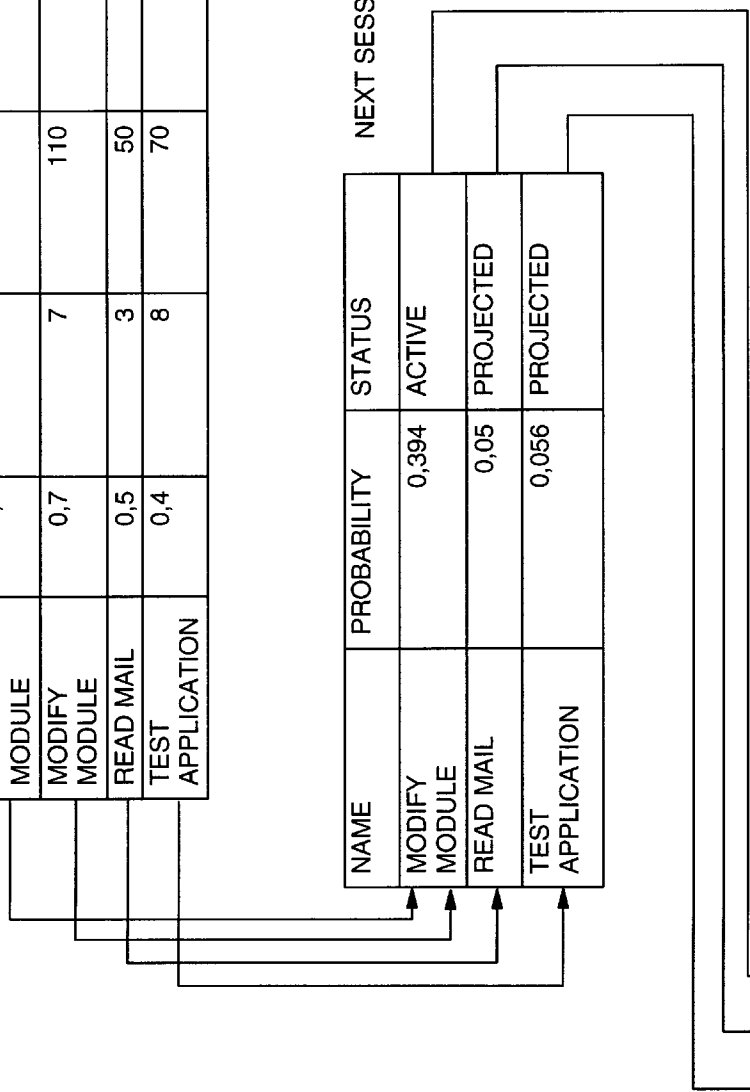 MODULE
MODIFY MODULE 0,7 7 110
READ MAIL 0,5 3 50
TEST APPLICATION 0,4 8 70
NEXT SESS
NAME PROBABILITY STATUS
MODIFY MODULE 0,394 ACTIVE
READ MAIL 0,05 PROJECTED
TEST APPLICATION 0,056 PROJECTED